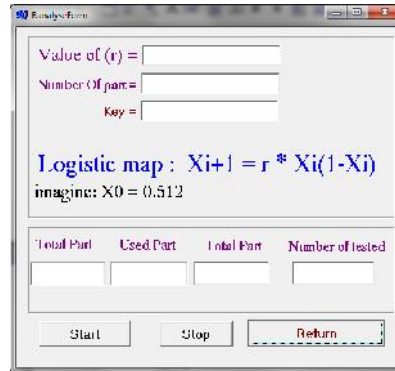 RanalyseForm
Value of (r) =
Number Of part =
Key =
Logistic map : Xi+1 = r * Xi(1-Xi)
imagine: X0 = 0.512
Total Part Used Part Total Part Number of tested
Start Stop Return